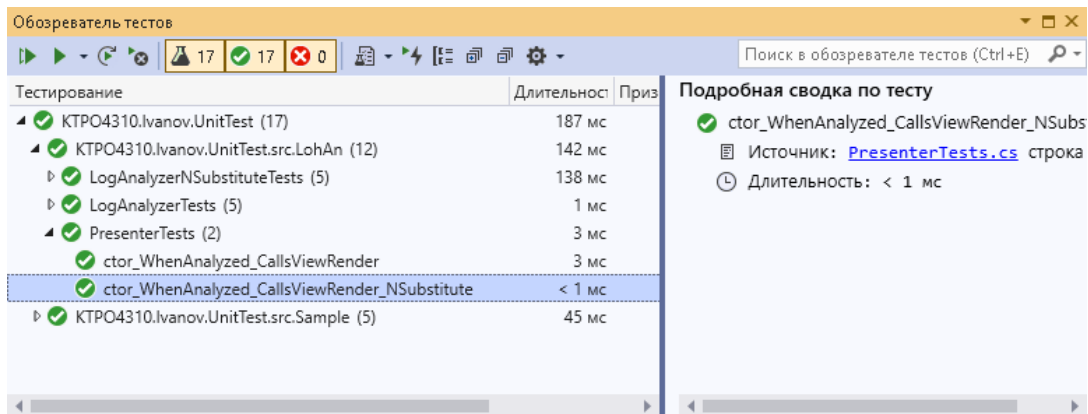 Обозреватель тестов
17 17 0 Поиск в обозревателе тестов (Ctrl+E)
Тестирование Длительност Приз
KTPO4310.Ivanov.UnitTest (17) 187 мс
KTPO4310.Ivanov.UnitTest.src.LohAn (12) 142 мс
LogAnalyzerNSubstituteTests (5) 138 мс
LogAnalyzerTests (5) 1 мс
PresenterTests (2) 3 мс
ctor_WhenAnalyzed_CallsViewRender 3 мс
ctor_WhenAnalyzed_CallsViewRender_NSubstitute < 1 мс
KTPO4310.Ivanov.UnitTest.src.Sample (5) 45 мс
Подробная сводка по тесту
ctor_WhenAnalyzed_CallsViewRender_NSubs
Источник: PresenterTests.cs строка
Длительность: < 1 мс